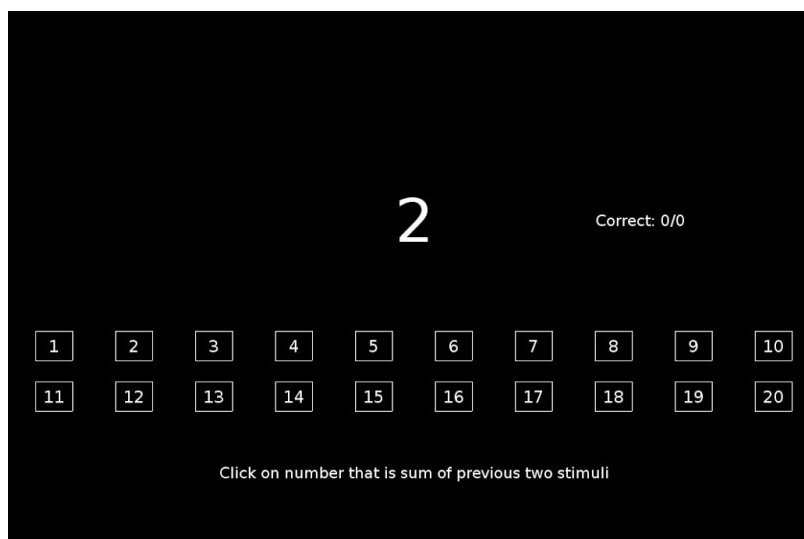 2
Correct: 0/0
1 2 3 4 5 6 7 8 9 10
11 12 13 14 15 16 17 18 19 20
Click on number that is sum of previous two stimuli